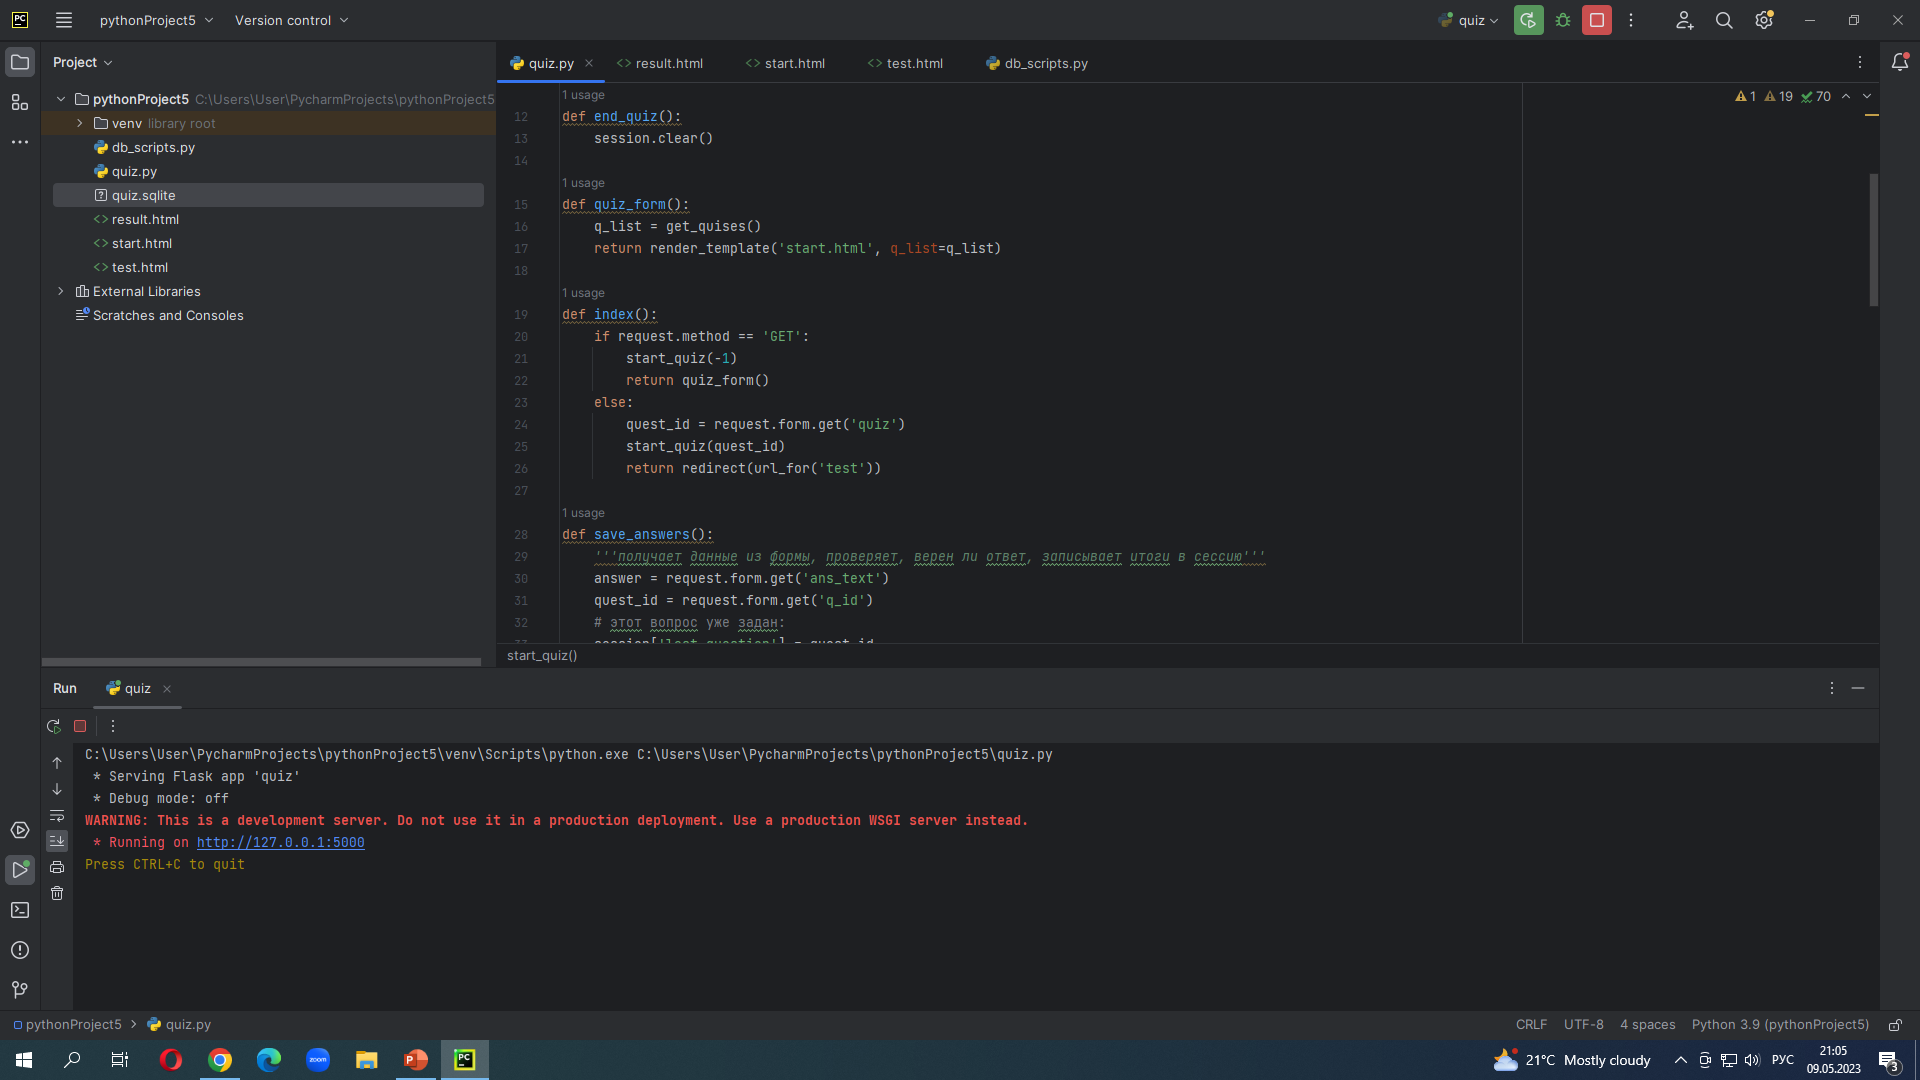 PC
pythonProject5
Version control
quiz
Project
pythonProject5 C:\Users\User\PycharmProjects\pythonProject5
venv library root
db_scripts.py
quiz.py
quiz.sqlite
result.html
start.html
test.html
External Libraries
Scratches and Consoles
quiz.py
result.html
start.html
test.html
db_scripts.py
1 19 70
1 usage
12 def end_quiz():
13 session.clear()
14
1 usage
15 def quiz_form():
16 q_list = get_quises()
17 return render_template('start.html', q_list=q_list)
18
1 usage
19 def index():
20 if request.method == 'GET':
21 start_quiz(-1)
22 return quiz_form()
23 else:
24 quest_id = request.form.get('quiz')
25 start_quiz(quest_id)
26 return redirect(url_for('test'))
27
1 usage
28 def save_answers():
29 '''получает данные из формы, проверяет, верен ли ответ, записывает итоги в сессию'''
30 answer = request.form.get('ans_text')
31 quest_id = request.form.get('q_id')
32 # этот вопрос уже задан:
start_quiz()
Run
quiz
C:\Users\User\PycharmProjects\pythonProject5\venv\Scripts\python.exe C:\Users\User\PycharmProjects\pythonProject5\quiz.py
* Serving Flask app 'quiz'
* Debug mode: off
WARNING: This is a development server. Do not use it in a production deployment. Use a production WSGI server instead.
* Running on http://127.0.0.1:5000
Press CTRL+C to quit
pythonProject5 > quiz.py
CRLF
UTF-8
4 spaces
Python 3.9 (pythonProject5)
zoom
P
PC
21°C Mostly cloudy
РУС
21:05
09.05.2023
3